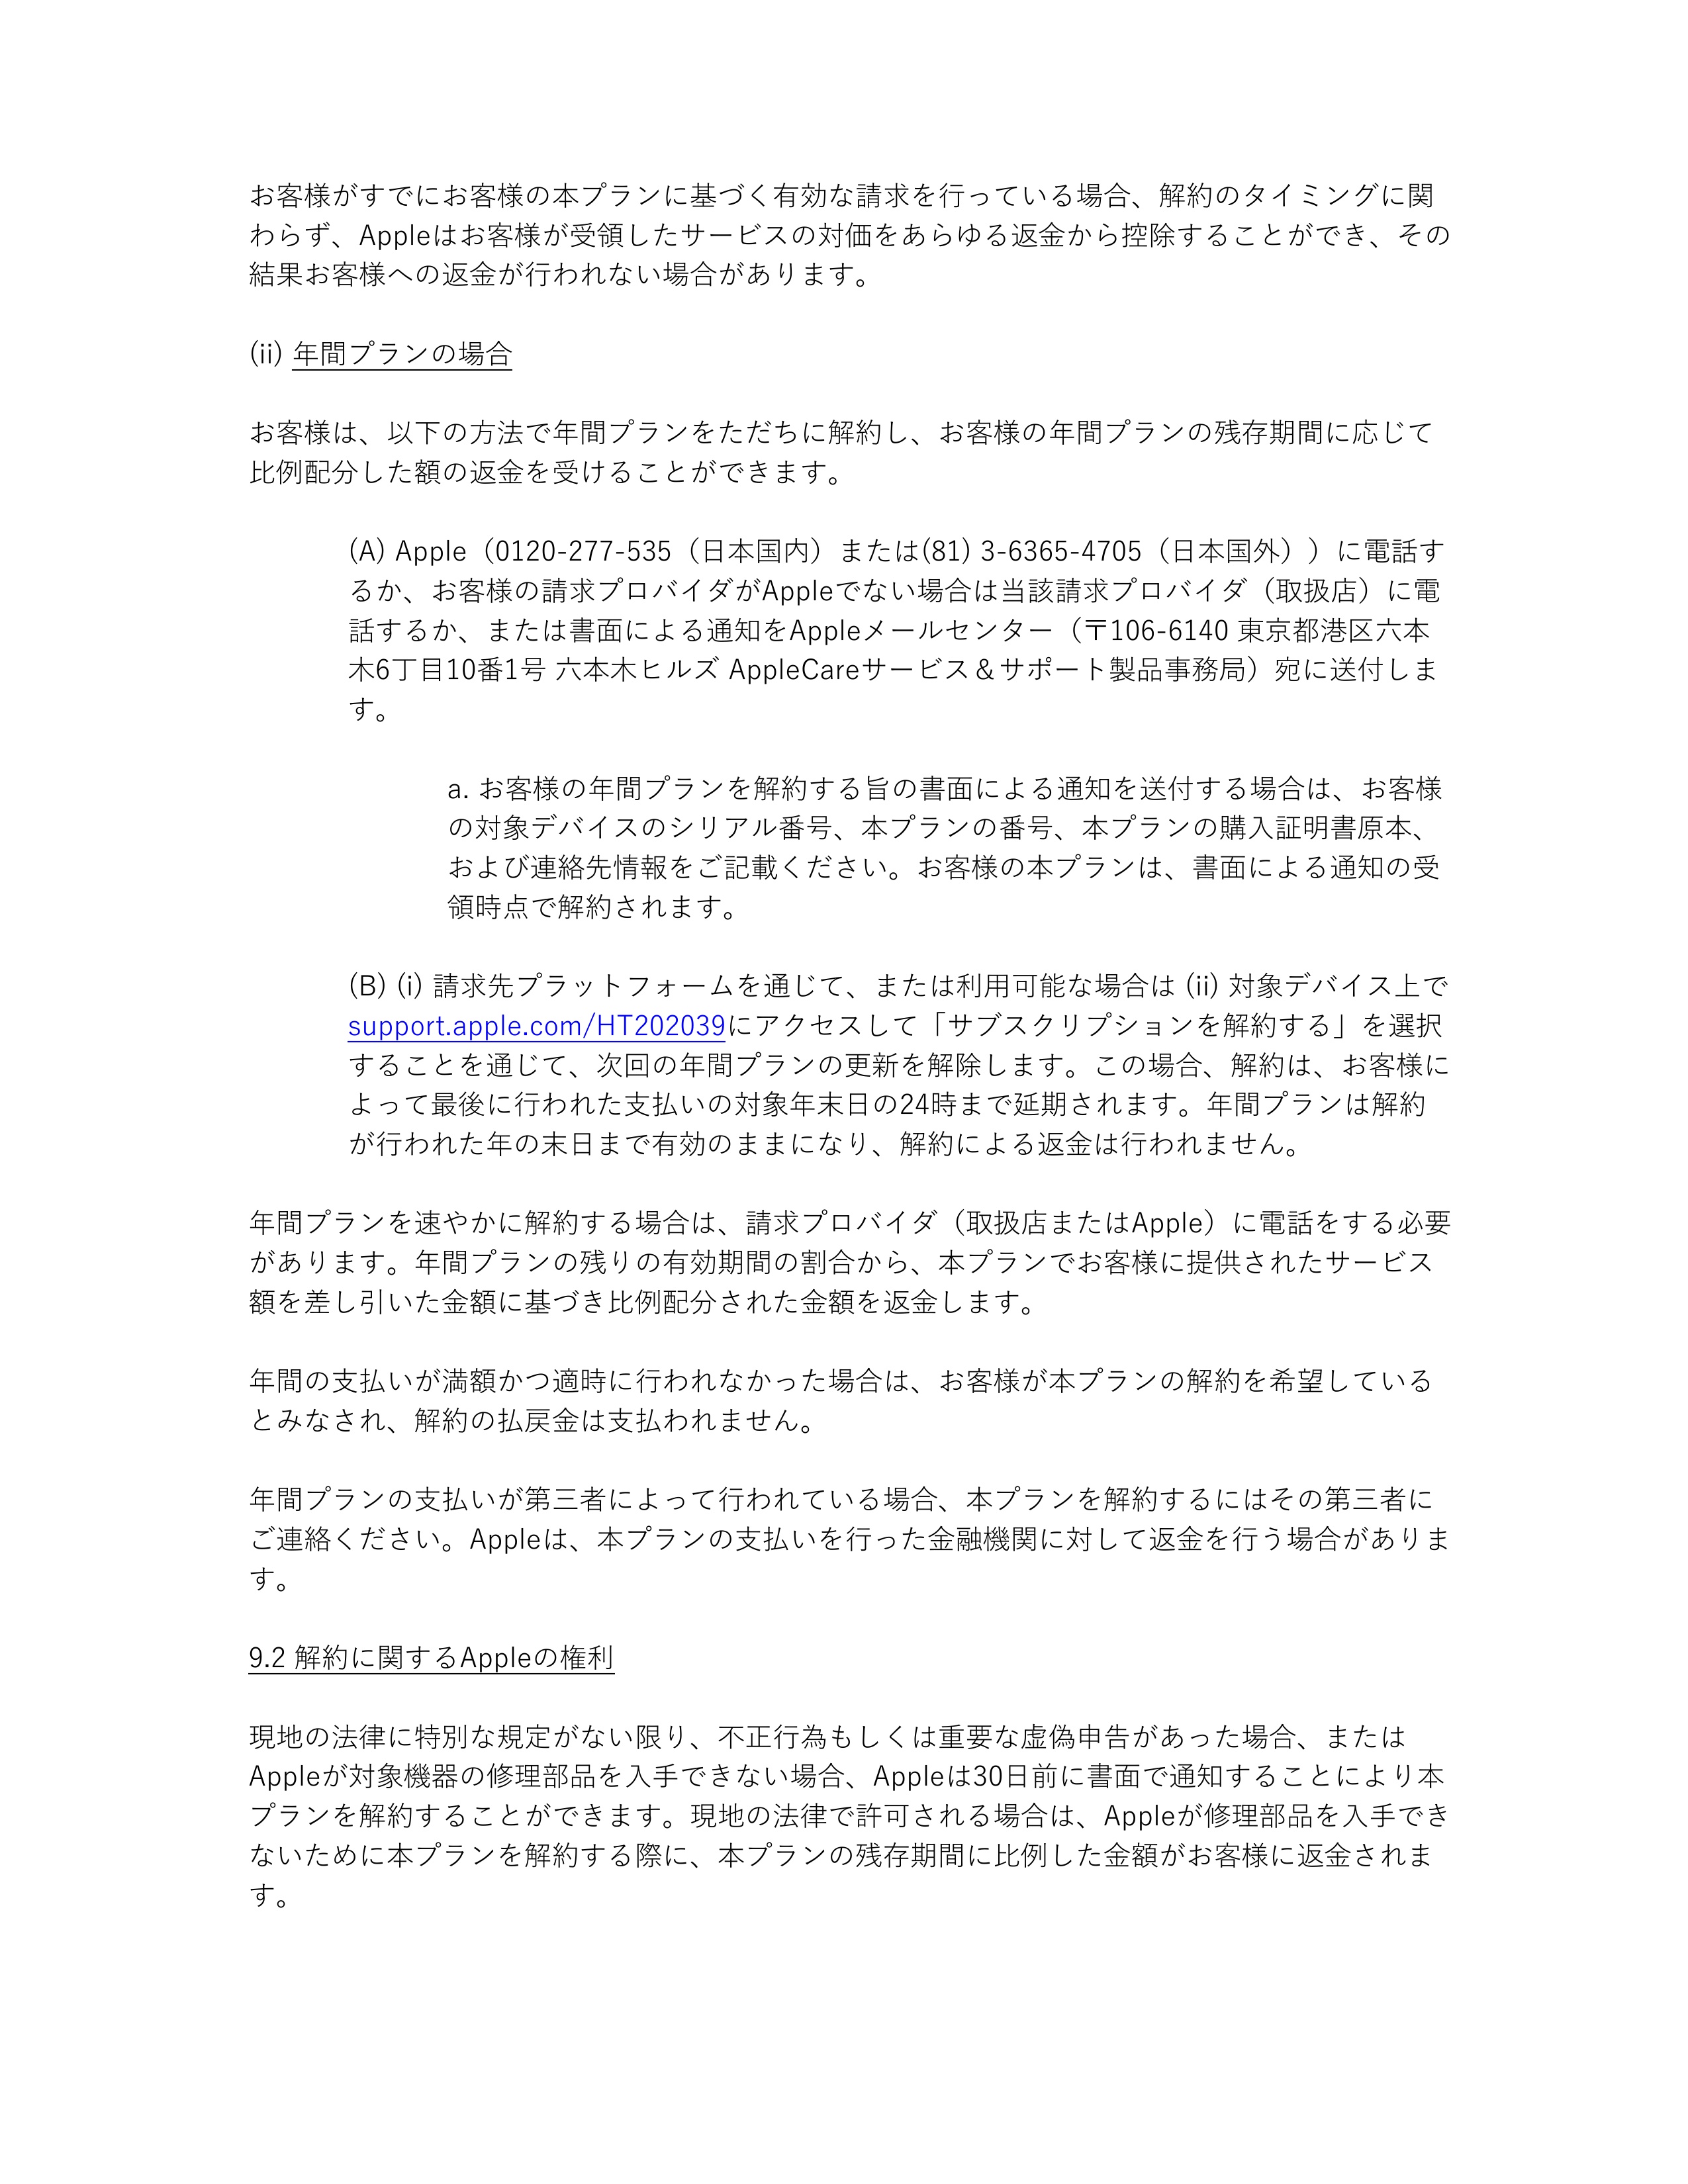 お客様がすでにお客様の本プランに基づく有効な請求を行っている場合、解約のタイミングに関
わらず、Appleはお客様が受領したサービスの対価をあらゆる返金から控除することができ、その
結果お客様への返金が行われない場合があります。
(ii) 年間プランの場合
お客様は、以下の方法で年間プランをただちに解約し、お客様の年間プランの残存期間に応じて
比例配分した額の返金を受けることができます。
(A) Apple（0120-277-535（日本国内）または(81) 3-6365-4705（日本国外））に電話す
るか、お客様の請求プロバイダがAppleでない場合は当該請求プロバイダ（取扱店）に電
話するか、または書面による通知をAppleメールセンター（〒106-6140 東京都港区六本
木6丁目10番1号 六本木ヒルズ AppleCareサービス＆サポート製品事務局）宛に送付しま
す。
a. お客様の年間プランを解約する旨の書面による通知を送付する場合は、お客様
の対象デバイスのシリアル番号、本プランの番号、本プランの購入証明書原本、
および連絡先情報をご記載ください。お客様の本プランは、書面による通知の受
領時点で解約されます。
(B) (i) 請求先プラットフォームを通じて、または利用可能な場合は (ii) 対象デバイス上で
support.apple.com/HT202039にアクセスして「サブスクリプションを解約する」を選択
することを通じて、次回の年間プランの更新を解除します。この場合、解約は、お客様に
よって最後に行われた支払いの対象年末日の24時まで延期されます。年間プランは解約
が行われた年の末日まで有効のままになり、解約による返金は行われません。
年間プランを速やかに解約する場合は、請求プロバイダ（取扱店またはApple）に電話をする必要
があります。年間プランの残りの有効期間の割合から、本プランでお客様に提供されたサービス
額を差し引いた金額に基づき比例配分された金額を返金します。
年間の支払いが満額かつ適時に行われなかった場合は、お客様が本プランの解約を希望している
とみなされ、解約の払戻金は支払われません。
年間プランの支払いが第三者によって行われている場合、本プランを解約するにはその第三者に
ご連絡ください。Appleは、本プランの支払いを行った金融機関に対して返金を行う場合がありま
す。
9.2 解約に関するAppleの権利
現地の法律に特別な規定がない限り、不正行為もしくは重要な虚偽申告があった場合、または
Appleが対象機器の修理部品を入手できない場合、Appleは30日前に書面で通知することにより本
プランを解約することができます。現地の法律で許可される場合は、Appleが修理部品を入手でき
ないために本プランを解約する際に、本プランの残存期間に比例した金額がお客様に返金されま
す。